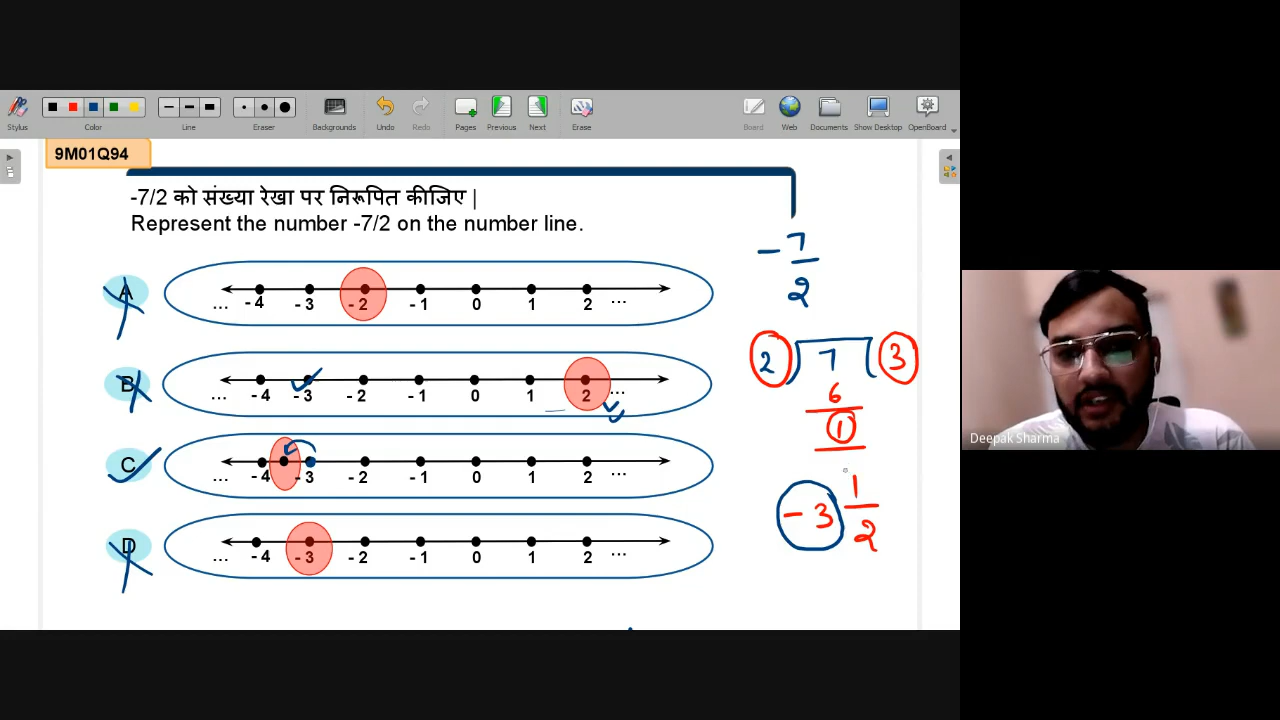 Stylus Color Line Eraser Backgrounds Undo Redo Pages Previous Next Erase Board Web Documents Show Desktop OpenBoard
9M01Q94
-7/2 को संख्या रेखा पर निरूपित कीजिए |
Represent the number -7/2 on the number line.
A
... -4 -3 -2 -1 0 1 2 ...
B
... -4 -3 -2 -1 0 1 2 ...
C
... -4 -3 -2 -1 0 1 2 ...
D
... -4 -3 -2 -1 0 1 2 ...
- 7
2
2 ) 7 ( 3
6
1
- 3 1
2
Deepak Sharma